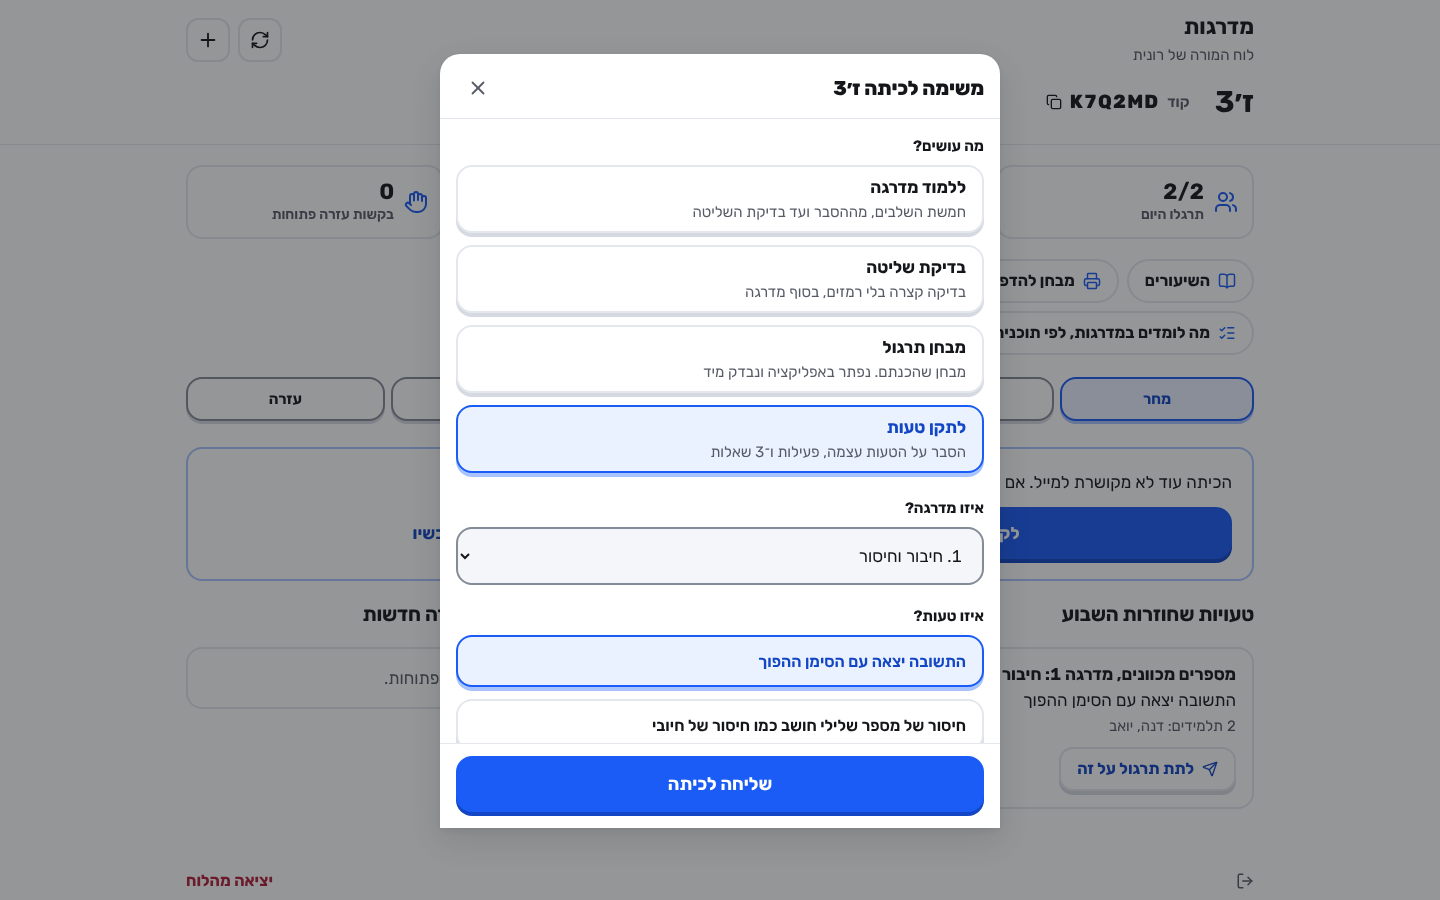 מדרגות
לוח המורה של רונית
ז׳3 קוד K7Q2MD
2/2
תרגלו היום
0
בקשות עזרה פתוחות
השיעורים
מבחן להדפ
מה לומדים במדרגות, לפי תוכנית
מחר
עזרה
הכיתה עוד לא מקושרת למייל. אם
טעויות שחוזרות השבוע
מספרים מכוונים, מדרגה 1: חיבור
התשובה יצאה עם הסימן ההפוך
2 תלמידים: דנה, יואב
לתת תרגול על זה
חדשות
פתוחות.
יציאה מהלוח
משימה לכיתה ז׳3
מה עושים?
ללמוד מדרגה
חמשת השלבים, מההסבר ועד בדיקת השליטה
בדיקת שליטה
בדיקה קצרה בלי רמזים, בסוף מדרגה
מבחן תרגול
מבחן שהכנתם. נפתר באפליקציה ונבדק מיד
לתקן טעות
הסבר על הטעות עצמה, פעילות ו־3 שאלות
איזו מדרגה?
1. חיבור וחיסור
איזו טעות?
התשובה יצאה עם הסימן ההפוך
חיסור של מספר שלילי חושב כמו חיסור של חיובי
שליחה לכיתה